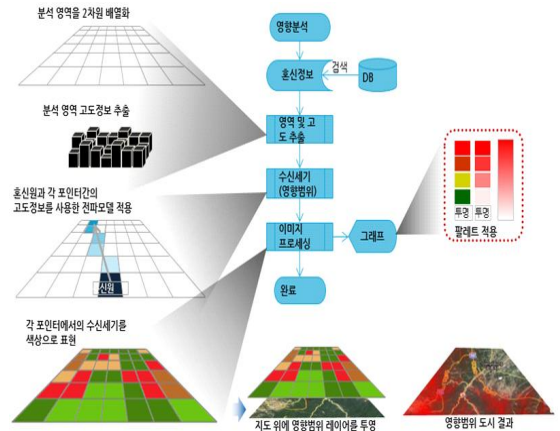 분석 영역을 2차원 배열화
분석 영역 고도정보 추출
혼신원과 각 포인터간의
고도정보를 사용한 전파모델 적용
신원
각 포인터에서의 수신세기를
색상으로 표현
영향분석
혼신정보
검색
DB
영역 및 고
도 추출
수신세기
(영향범위)
이미지
프로세싱
그래프
완료
투명
투명
팔레트 적용
지도 위에 영향범위 레이어를 투영
영향범위 도시 결과